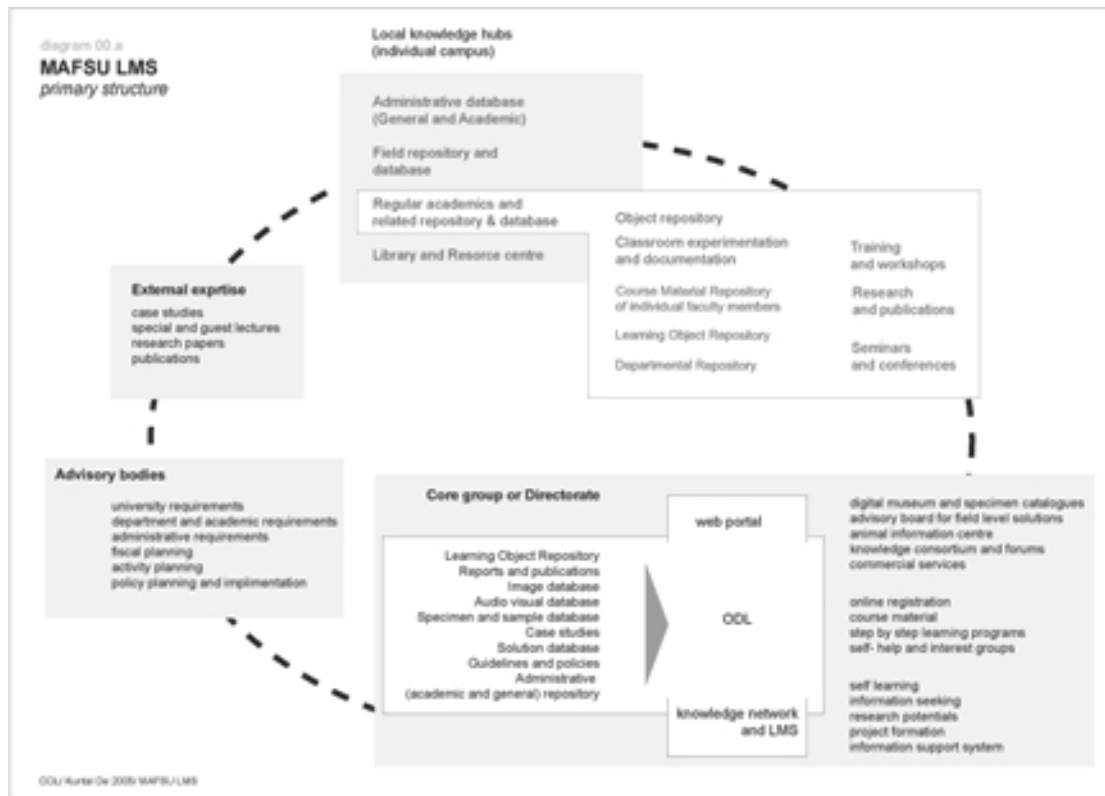 diagram 00.a
MAFSU LMS
primary structure
Local knowledge hubs
(individual campus)
Administrative database
(General and Academic)
Field repository and
database
Regular academics and
related repository & database
Library and Resorce centre
Object repository
Classroom experimentation
and documentation
Course Material Repository
of individual faculty members
Learning Object Repository
Departmental Repository
Training
and workshops
Research
and publications
Seminars
and conferences
External exprtise
case studies
special and guest lectures
research papers
publications
Advisory bodies
university requirements
department and academic requirements
administrative requirements
fiscal planning
activity planning
policy planning and implimentation
Core group or Directorate
Learning Object Repository
Reports and publications
Image database
Audio visual database
Specimen and sample database
Case studies
Solution database
Guidelines and policies
Administrative
(academic and general) repository
web portal
ODL
knowledge network
and LMS
digital museum and specimen catalogues
advisory board for field level solutions
animal information centre
knowledge consortium and forums
commercial services
online registration
course material
step by step learning programs
self- help and interest groups
self learning
information seeking
research potentials
project formation
information support system
COL/ Kuntal De 2005/ MAFSU LMS